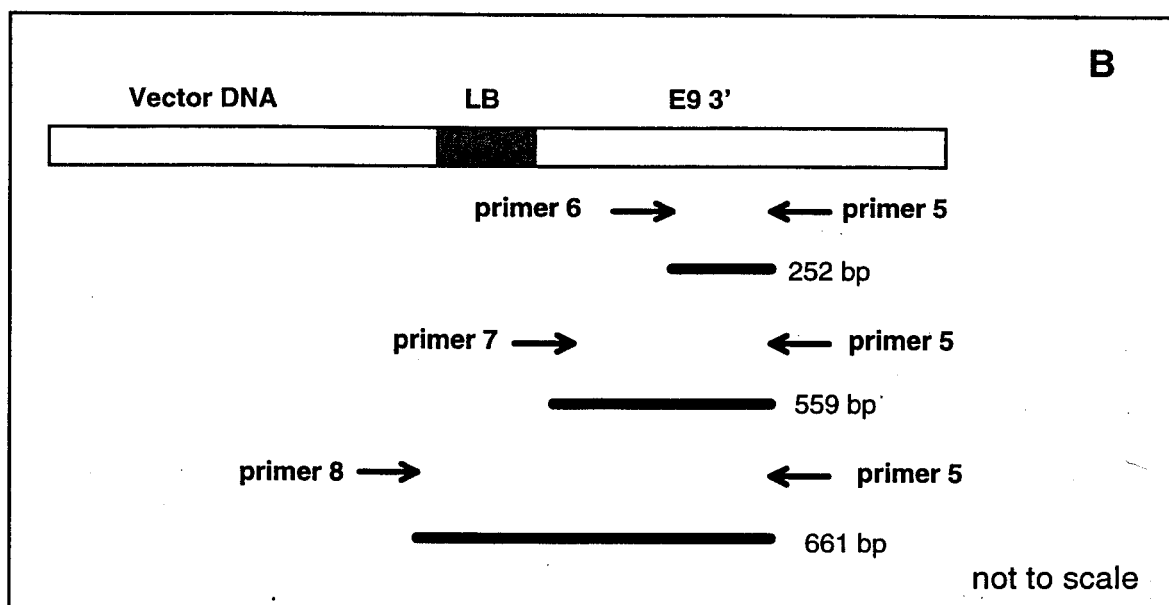 B
Vector DNA LB E9 3’
primer 6 primer 5
252 bp
primer 7 primer 5
559 bp
primer 8 primer 5
661 bp
not to scale